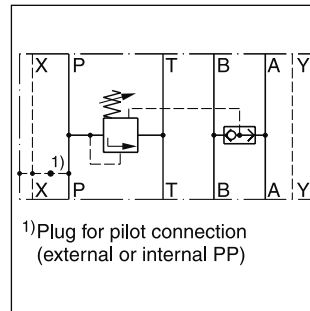 X P T B A Y
1)
X P T B A Y
1) Plug for pilot connection
(external or internal PP)